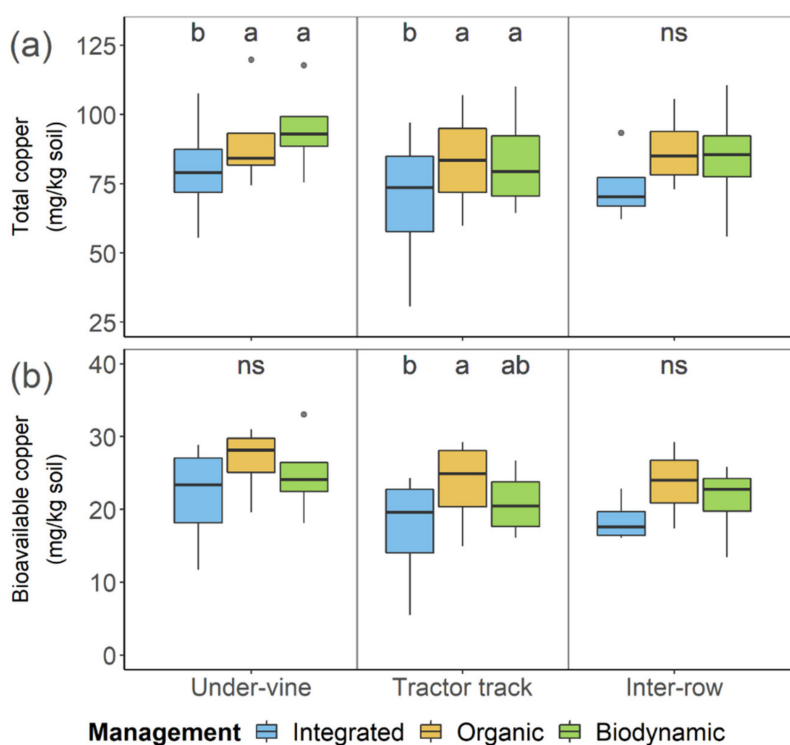 (a)
Total copper
(mg/kg soil)
125
100
75
50
25
b a a
b a a
ns
(b)
Bioavailable copper
(mg/kg soil)
40
30
20
10
0
ns
b a ab
ns
Under-vine Tractor track Inter-row
Management Integrated Organic Biodynamic